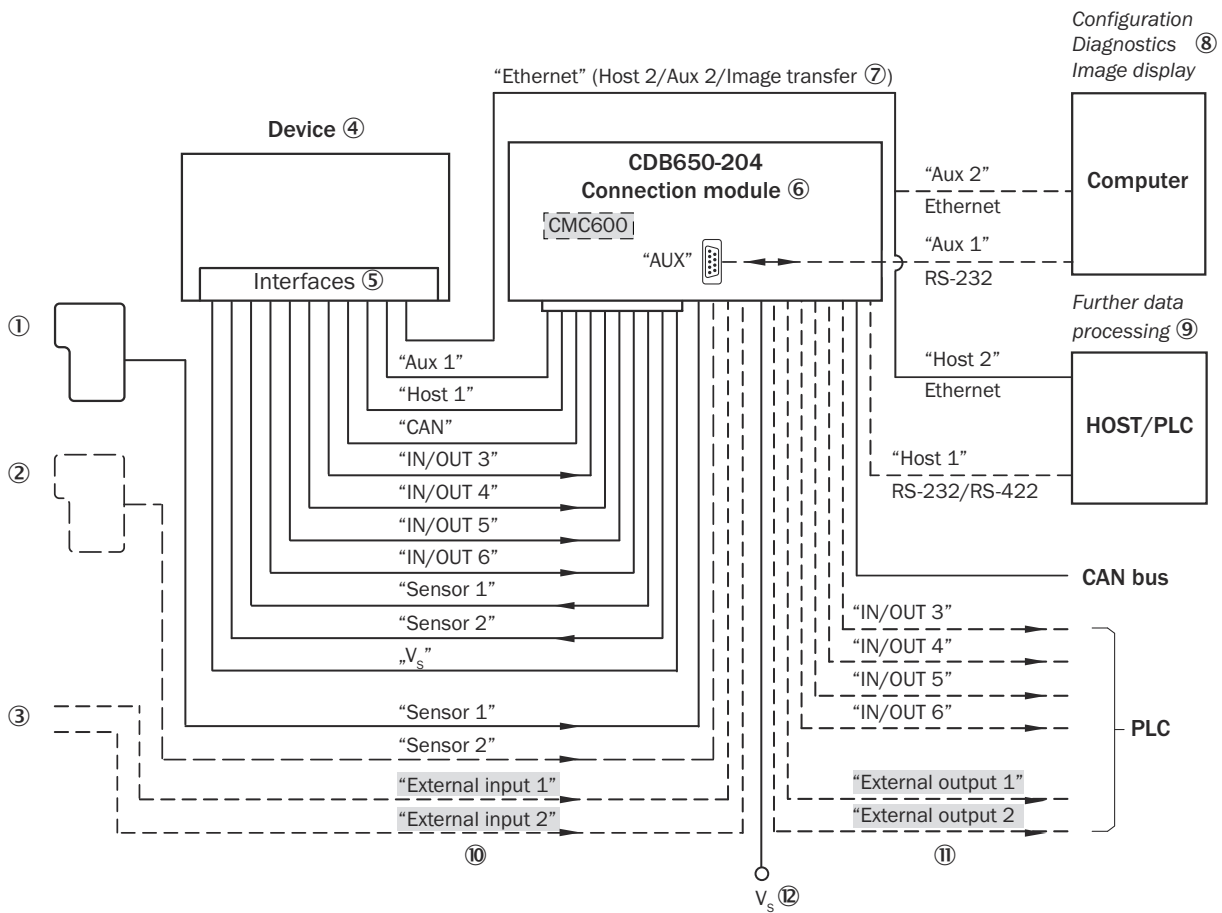 Configuration
Diagnostics ⑧
Image display
"Ethernet" (Host 2/Aux 2/Image transfer ⑦)
Device ④
CDB650-204
Connection module ⑥
CMC600
"AUX"
"Aux 2"
Ethernet
Computer
"Aux 1"
RS-232
Interfaces ⑤
①
Further data
processing ⑨
"Aux 1"
"Host 2"
Ethernet
"Host 1"
"CAN"
HOST/PLC
②
"IN/OUT 3"
"Host 1"
RS-232/RS-422
"IN/OUT 4"
"IN/OUT 5"
"IN/OUT 6"
"Sensor 1"
CAN bus
"Sensor 2"
„Vs"
"IN/OUT 3"
"IN/OUT 4"
"IN/OUT 5"
"IN/OUT 6"
PLC
③
"Sensor 1"
"Sensor 2"
"External input 1"
"External input 2"
⑩
"External output 1"
"External output 2
⑪
Vs ⑫